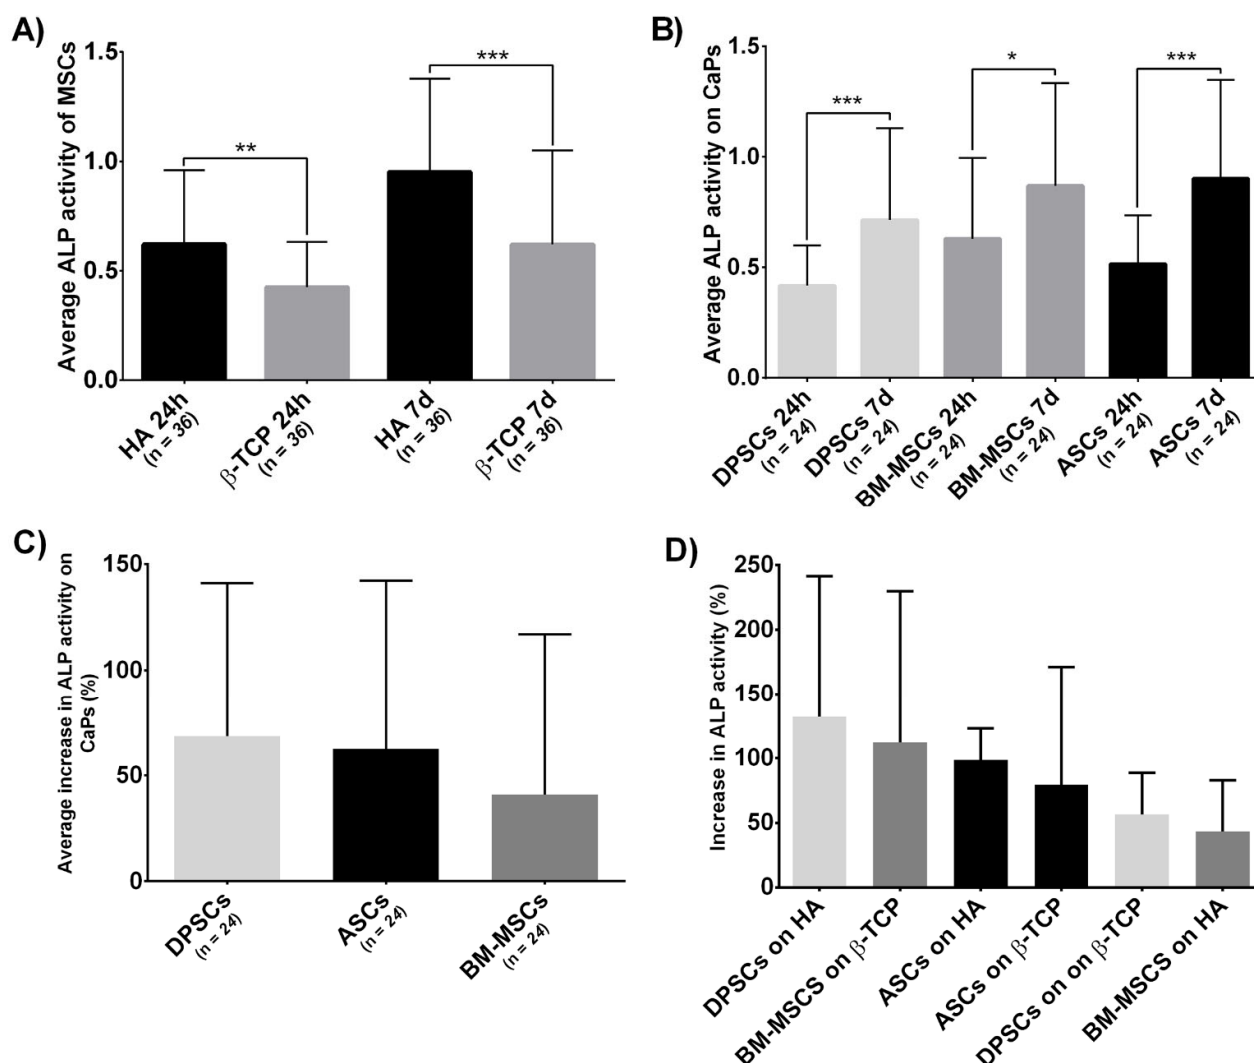 A)
Average ALP activity of MSCs
1.5
1.0
0.5
0.0
**
***
HA 24h
(n = 36)
β-TCP 24h
(n = 36)
HA 7d
(n = 36)
β-TCP 7d
(n = 36)
B)
Average ALP activity on CaPs
1.5
1.0
0.5
0.0
***
*
***
DPSCs 24h
(n = 24)
DPSCs 7d
(n = 24)
BM-MSCs 24h
(n = 24)
BM-MSCs 7d
(n = 24)
ASCs 24h
(n = 24)
ASCs 7d
(n = 24)
C)
Average increase in ALP activity on
CaPs (%)
150
100
50
0
DPSCs
(n = 24)
ASCs
(n = 24)
BM-MSCs
(n = 24)
D)
Increase in ALP activity (%)
250
200
150
100
50
0
DPSCs on HA
BM-MSCS on β-TCP
ASCs on HA
ASCs on β-TCP
DPSCs on on β-TCP
BM-MSCS on HA